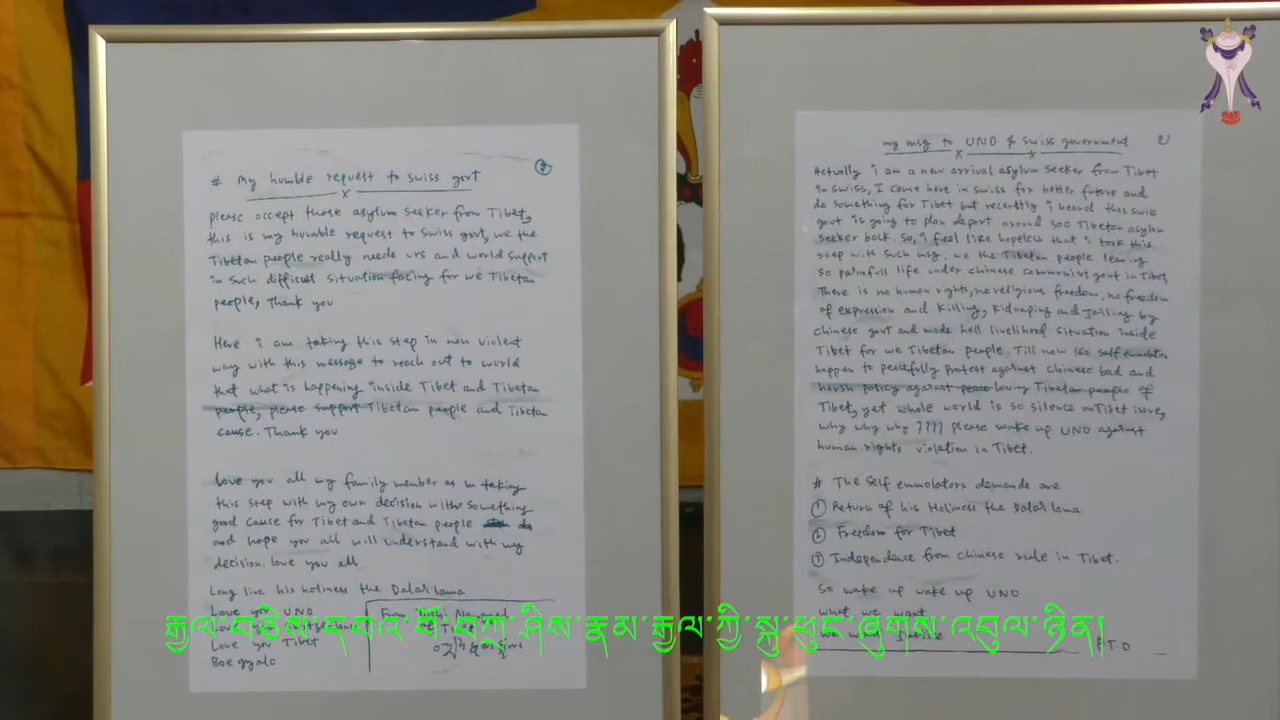 ②
# My humble request to swiss govt
x
please accept those asylum seeker from Tibet,
this is my humble request to swiss govt, we the
Tibetan people really needs urs and world support
in such difficult situation facing for we Tibetan
people, Thank you
Here i am taking this step in non violent
way with this message to reach out to world
that what is happening inside Tibet and Tibetan
people, please support Tibetan people and Tibetan
cause. Thank you
Love you all my family member as im taking
this step with my own decision with something
good cause for Tibet and Tibetan people
and hope you all will understand with my
decision. love you all
Long live his holiness the Dalai lama
Love you UNO
Love you
Love you Tibet
Boe gyalo
From
my msg to UNO & swiss government
x x
Actually i am a new arrival asylum seeker from Tibet
in swiss, I came here in swiss for better future and
do something for Tibet but recently i heard that swiss
govt is going to plan deport around 300 Tibetan asylum
seeker back. So, i feel like hopeless that i took this
step with such msg. we the Tibetan people leaving
so painfull life under chinese communist govt in Tibet,
There is no human rights, no religious freedom, no freedom
of expression and killing, kidnaping and Jailing by
chinese govt and made hell livelihood situation inside
Tibet for we Tibetan people. Till now 160 self emmolators
happen to peacefully protest against chinese bad and
harsh policy against peace loving Tibetan people of
Tibet, yet whole world is so silence on Tibet issue,
why why why ???? please wake up UNO against
human rights violation in Tibet.
# The self emmolators demands are
① Return of his Holiness the Dalai lama
② Freedom for Tibet
③ Independence from chinese rule in Tibet.
So wake up wake up UNO
what we want
we want Justice
P.T.O
རྒྱལ་གཅེས་དཔའ་བོ་བཀྲ་ཤིས་རྣམ་རྒྱལ་ཀྱི་སྐུ་ཕུང་ཞུགས་འབུལ་ཉིན།